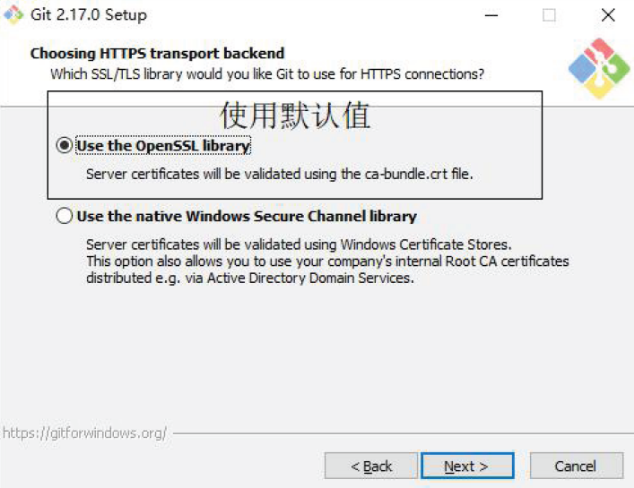 Git 2.17.0 Setup
Choosing HTTPS transport backend
Which SSL/TLS library would you like Git to use for HTTPS connections?
使用默认值
Use the OpenSSL library
Server certificates will be validated using the ca-bundle.crt file.
Use the native Windows Secure Channel library
Server certificates will be validated using Windows Certificate Stores.
This option also allows you to use your company's internal Root CA certificates
distributed e.g. via Active Directory Domain Services.
https://gitforwindows.org/
< Back Next > Cancel